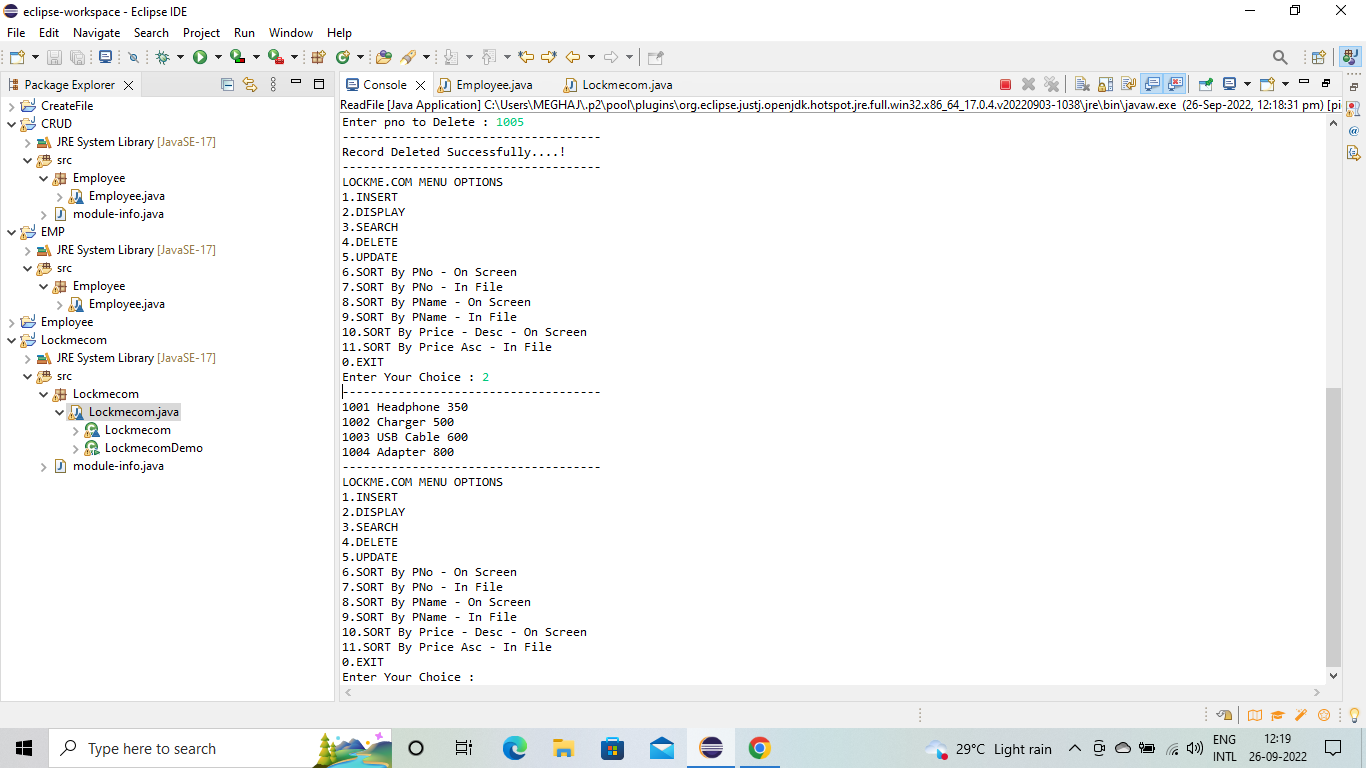 eclipse-workspace - Eclipse IDE
File Edit Navigate Search Project Run Window Help
Package Explorer
CreateFile
CRUD
JRE System Library [JavaSE-17]
src
Employee
Employee.java
module-info.java
EMP
JRE System Library [JavaSE-17]
src
Employee
Employee.java
Employee
Lockmecom
JRE System Library [JavaSE-17]
src
Lockmecom
Lockmecom.java
Lockmecom
LockmecomDemo
module-info.java
Console Employee.java Lockmecom.java
ReadFile [Java Application] C:\Users\MEGHAJ\.p2\pool\plugins\org.eclipse.justj.openjdk.hotspot.jre.full.win32.x86_64_17.0.4.v20220903-1038\jre\bin\javaw.exe (26-Sep-2022, 12:18:31 pm) [pi
Enter pno to Delete : 1005
-------------------------------------
Record Deleted Successfully....!
-------------------------------------
LOCKME.COM MENU OPTIONS
1.INSERT
2.DISPLAY
3.SEARCH
4.DELETE
5.UPDATE
6.SORT By PNo - On Screen
7.SORT By PNo - In File
8.SORT By PName - On Screen
9.SORT By PName - In File
10.SORT By Price - Desc - On Screen
11.SORT By Price Asc - In File
0.EXIT
Enter Your Choice : 2
-------------------------------------
1001 Headphone 350
1002 Charger 500
1003 USB Cable 600
1004 Adapter 800
-------------------------------------
LOCKME.COM MENU OPTIONS
1.INSERT
2.DISPLAY
3.SEARCH
4.DELETE
5.UPDATE
6.SORT By PNo - On Screen
7.SORT By PNo - In File
8.SORT By PName - On Screen
9.SORT By PName - In File
10.SORT By Price - Desc - On Screen
11.SORT By Price Asc - In File
0.EXIT
Enter Your Choice :
Type here to search
29°C Light rain
ENG
INTL
12:19
26-09-2022